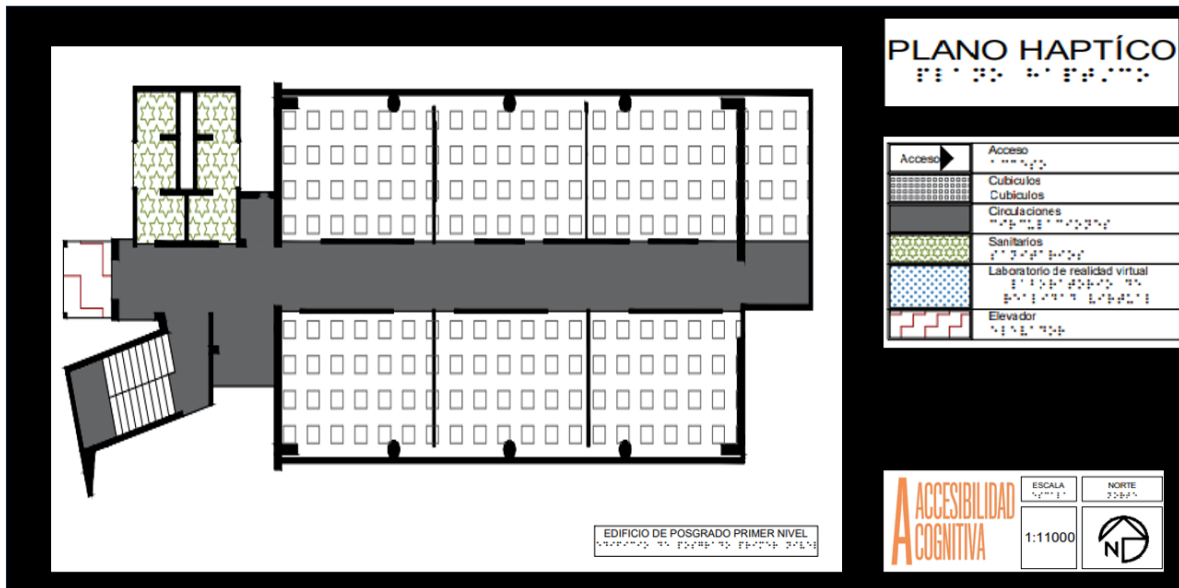 PLANO HAPTÍCO
⠏⠇⠁⠝⠕ ⠓⠁⠏⠞⠌⠉⠕
Acceso
Acceso
⠁⠉⠉⠑⠎⠕
Cubiculos
Cubiculos
Circulaciones
⠉⠊⠗⠉⠥⠇⠁⠉⠊⠕⠝⠑⠎
Sanitarios
⠎⠁⠝⠊⠞⠁⠗⠊⠕⠎
Laboratorio de realidad virtual
⠇⠁⠃⠕⠗⠁⠞⠕⠗⠊⠕ ⠙⠑
⠗⠑⠁⠇⠊⠙⠁⠙ ⠧⠊⠗⠞⠥⠁⠇
Elevador
⠑⠇⠑⠧⠁⠙⠕⠗
EDIFICIO DE POSGRADO PRIMER NIVEL
⠑⠙⠊⠋⠊⠉⠊⠕ ⠙⠑ ⠏⠕⠎⠛⠗⠁⠙⠕ ⠏⠗⠊⠍⠑⠗ ⠝⠊⠧⠑⠇
A ACCESIBILIDAD
COGNITIVA
ESCALA
⠑⠎⠉⠁⠇⠁
1:11000
NORTE
⠝⠕⠗⠞⠑
N